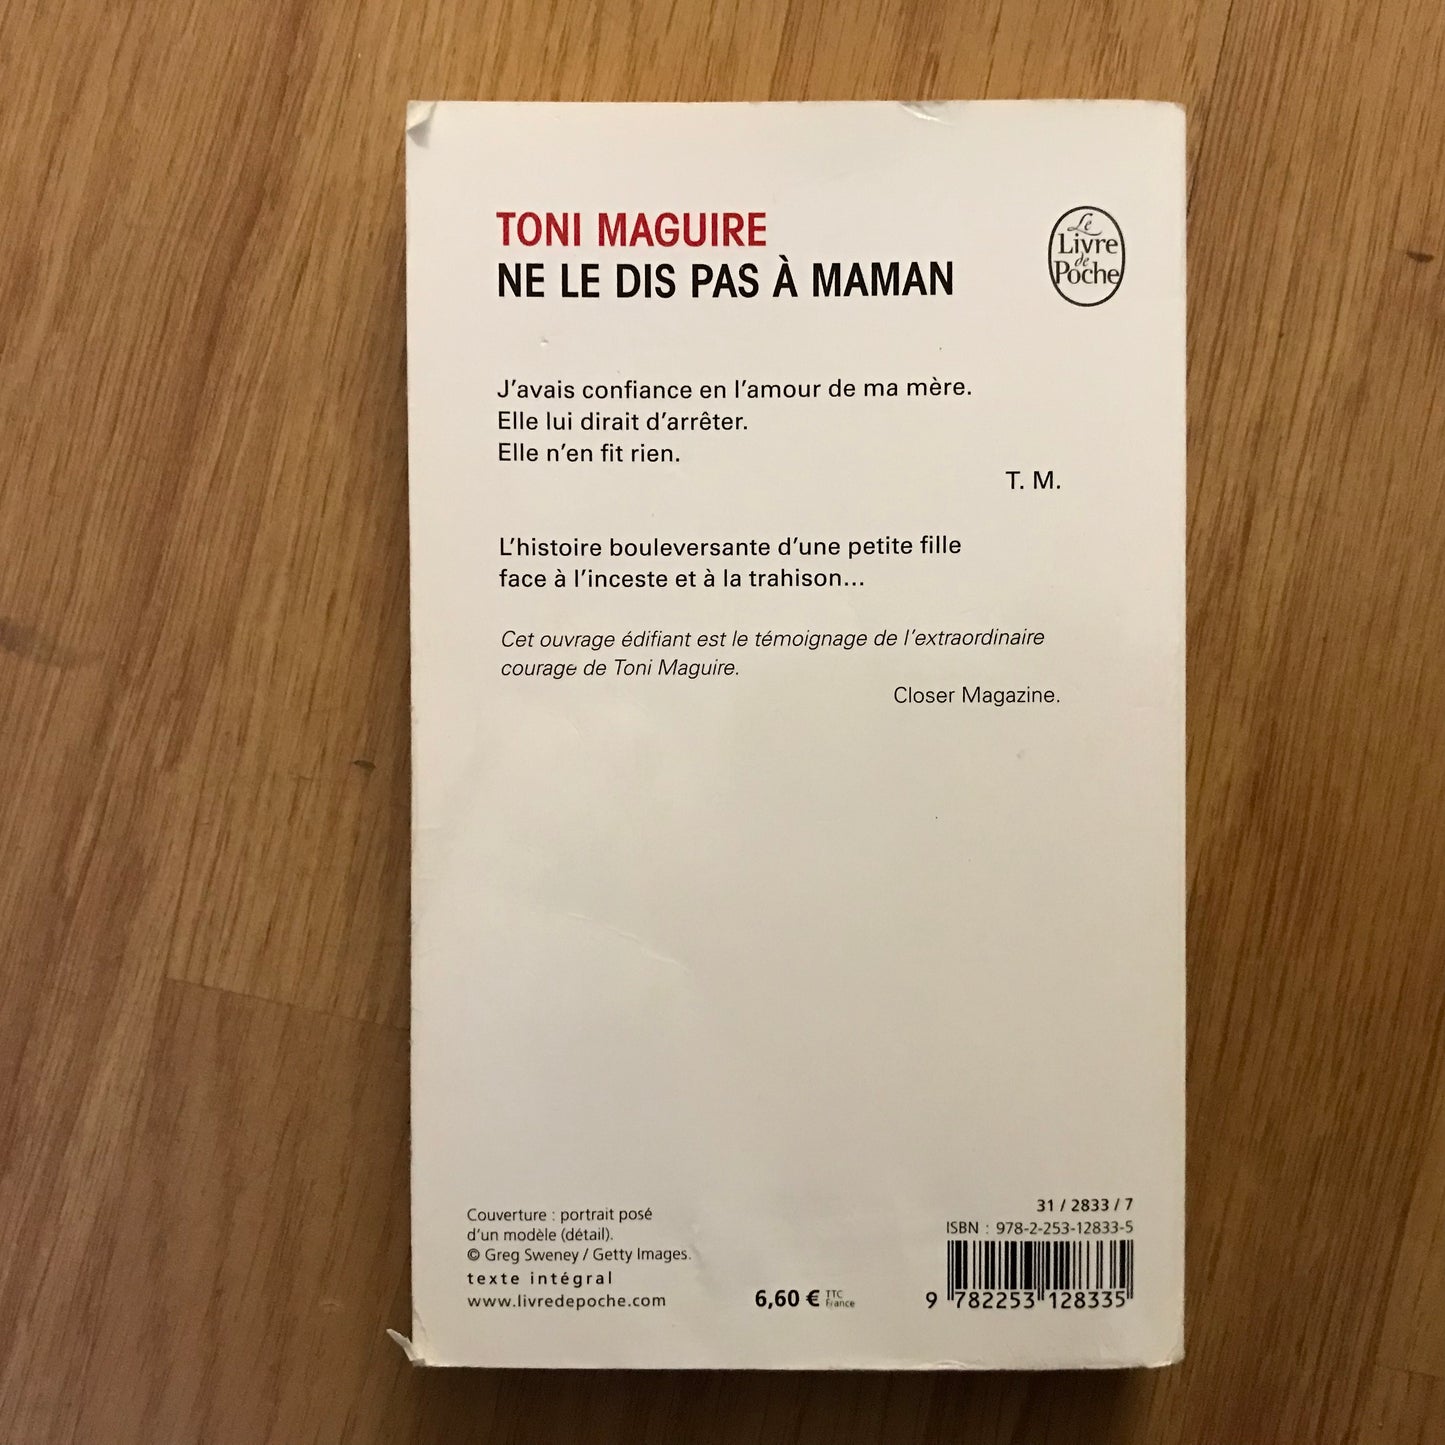 TONI MAGUIRE
NE LE DIS PAS À MAMAN
Le
Livre
de
Poche
J'avais confiance en l'amour de ma mère.
Elle lui dirait d'arrêter.
Elle n'en fit rien.
T. M.
L'histoire bouleversante d'une petite fille
face à l'inceste et à la trahison...
Cet ouvrage édifiant est le témoignage de l'extraordinaire
courage de Toni Maguire.
Closer Magazine.
Couverture : portrait posé
d'un modèle (détail).
© Greg Sweney / Getty Images.
texte intégral
www.livredepoche.com
6,60 € TTC
France
31 / 2833 / 7
ISBN : 978-2-253-12833-5
9 782253 128335